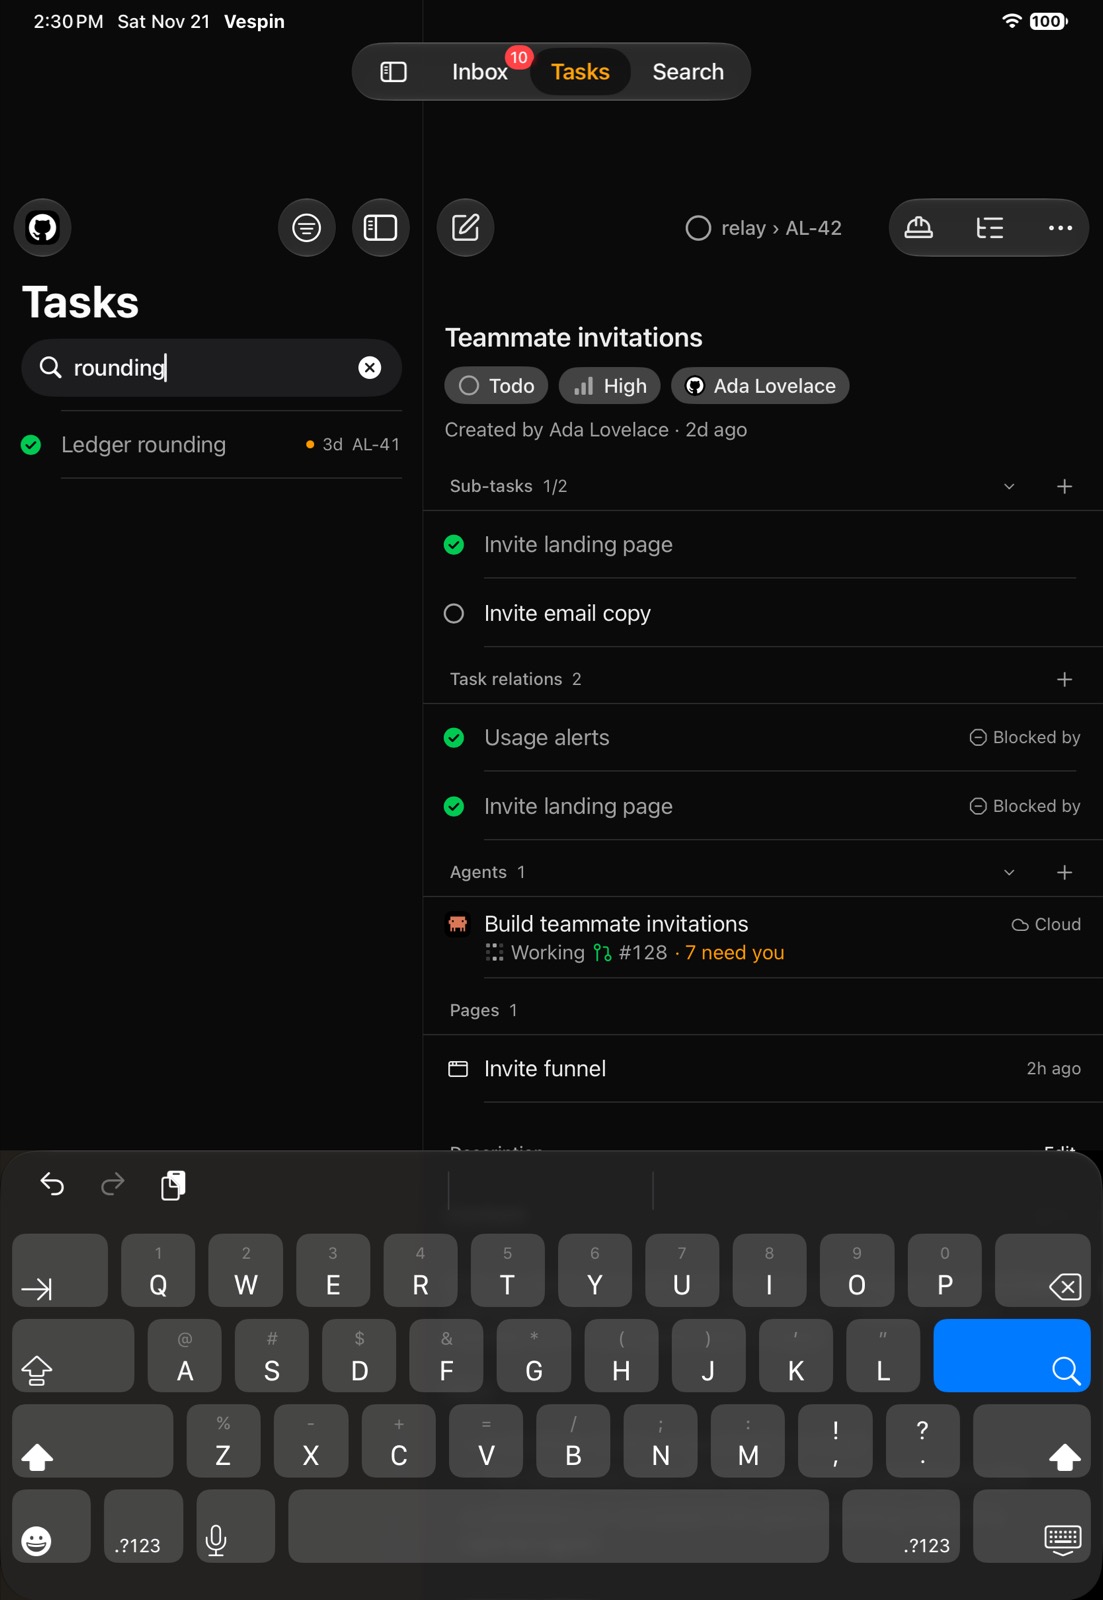 2:30 PM Sat Nov 21 Vespin
100
Inbox
10
Tasks
Search
relay › AL-42
Tasks
rounding
Ledger rounding
3d AL-41
Teammate invitations
Todo
High
Ada Lovelace
Created by Ada Lovelace · 2d ago
Sub-tasks 1/2
Invite landing page
Invite email copy
Task relations 2
Usage alerts
Blocked by
Invite landing page
Blocked by
Agents 1
Build teammate invitations
Cloud
Working #128 · 7 need you
Pages 1
Invite funnel
2h ago
Description
Edit
1 2 3 4 5 6 7 8 9 0
Q W E R T Y U I O P
@ # $ & * ( ) ' "
A S D F G H J K L
% - + = / ; : ! ?
Z X C V B N M , .
.?123
.?123